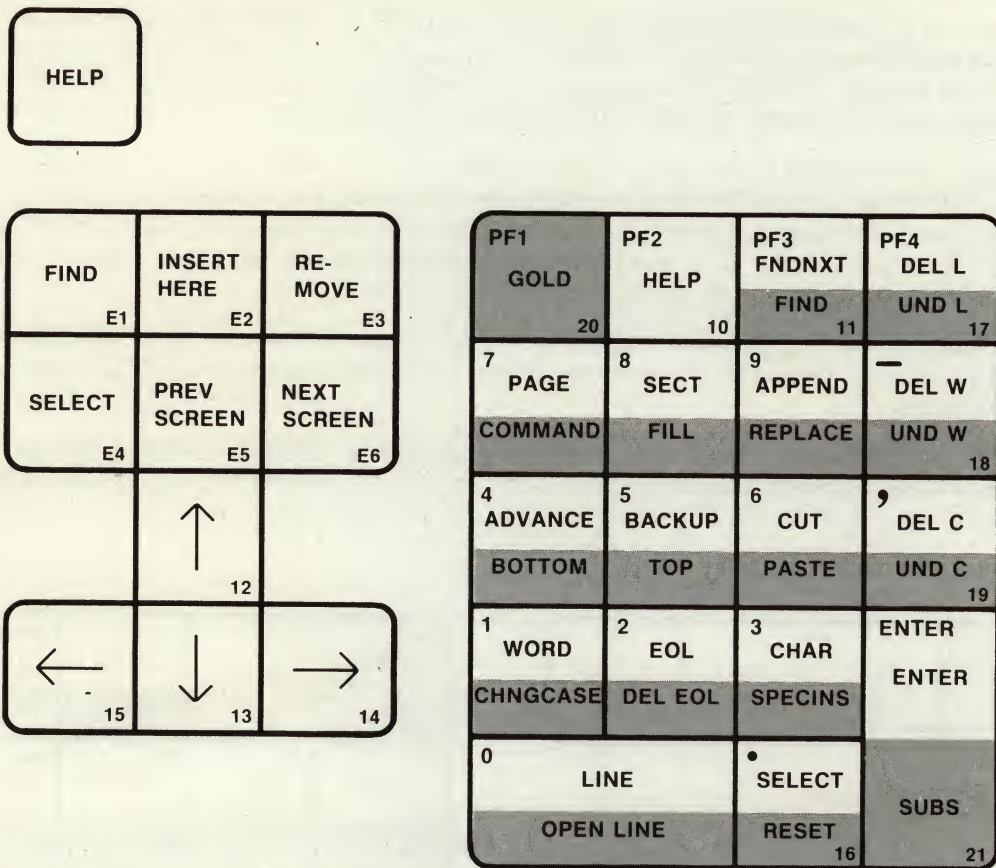 HELP
FIND
E1
INSERT
HERE
E2
RE-
MOVE
E3
SELECT
E4
PREV
SCREEN
E5
NEXT
SCREEN
E6
12
15
13
14
PF1
GOLD
20
PF2
HELP
10
PF3
FNDNXT
FIND
11
PF4
DEL L
UND L
17
7
PAGE
COMMAND
8
SECT
FILL
9
APPEND
REPLACE
–
DEL W
UND W
18
4
ADVANCE
BOTTOM
5
BACKUP
TOP
6
CUT
PASTE
,
DEL C
UND C
19
1
WORD
CHNGCASE
2
EOL
DEL EOL
3
CHAR
SPECINS
ENTER
ENTER
SUBS
21
0
LINE
OPEN LINE
•
SELECT
RESET
16